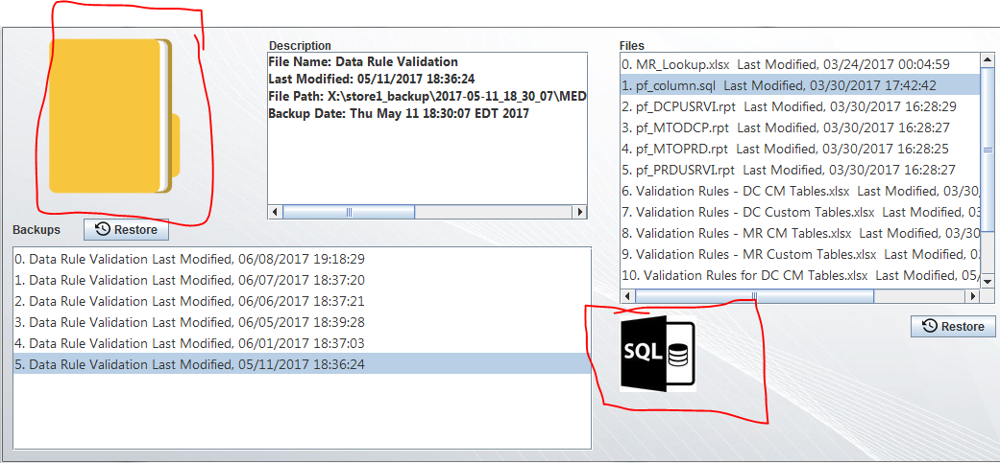 Description
File Name: Data Rule Validation
Last Modified: 05/11/2017 18:36:24
File Path: X:\store1_backup\2017-05-11_18_30_07\MED
Backup Date: Thu May 11 18:30:07 EDT 2017
Files
0. MR_Lookup.xlsx Last Modified, 03/24/2017 00:04:59
1. pf_column.sql Last Modified, 03/30/2017 17:42:42
2. pf_DCPUSRVI.rpt Last Modified, 03/30/2017 16:28:29
3. pf_MTODCP.rpt Last Modified, 03/30/2017 16:28:27
4. pf_MTOPRD.rpt Last Modified, 03/30/2017 16:28:25
5. pf_PRDUSRVI.rpt Last Modified, 03/30/2017 16:28:27
6. Validation Rules - DC CM Tables.xlsx Last Modified, 03/30/
7. Validation Rules - DC Custom Tables.xlsx Last Modified, 0
8. Validation Rules - MR CM Tables.xlsx Last Modified, 03/30
9. Validation Rules - MR Custom Tables.xlsx Last Modified, 0
10. Validation Rules for DC CM Tables.xlsx Last Modified, 05/
Backups
Restore
0. Data Rule Validation Last Modified, 06/08/2017 19:18:29
1. Data Rule Validation Last Modified, 06/07/2017 18:37:20
2. Data Rule Validation Last Modified, 06/06/2017 18:37:21
3. Data Rule Validation Last Modified, 06/05/2017 18:39:28
4. Data Rule Validation Last Modified, 06/01/2017 18:37:03
5. Data Rule Validation Last Modified, 05/11/2017 18:36:24
SQL
Restore